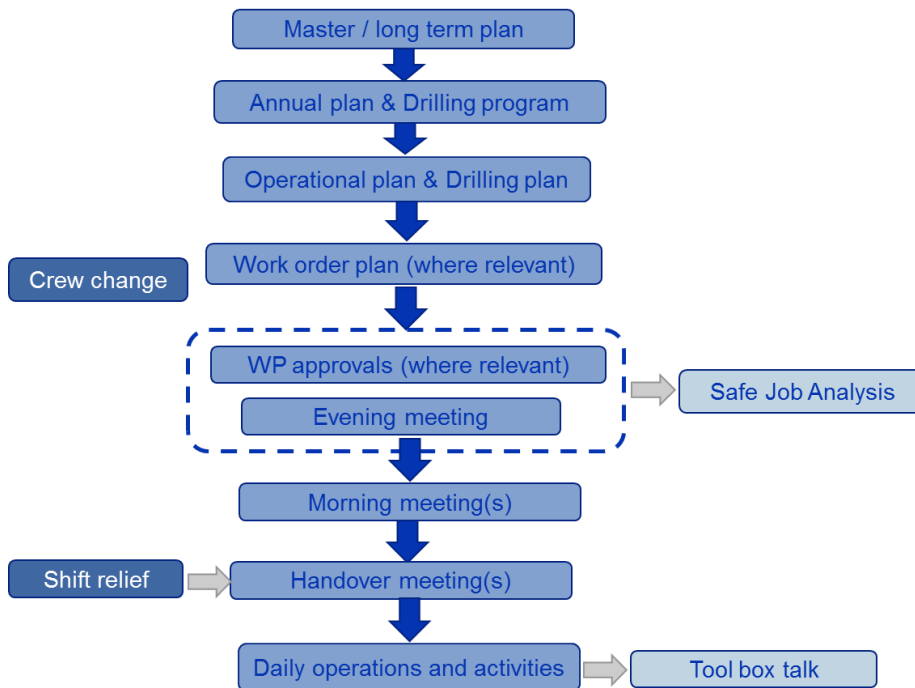 Master / long term plan
Annual plan & Drilling program
Operational plan & Drilling plan
Work order plan (where relevant)
Crew change
WP approvals (where relevant)
Safe Job Analysis
Evening meeting
Morning meeting(s)
Shift relief
Handover meeting(s)
Daily operations and activities
Tool box talk